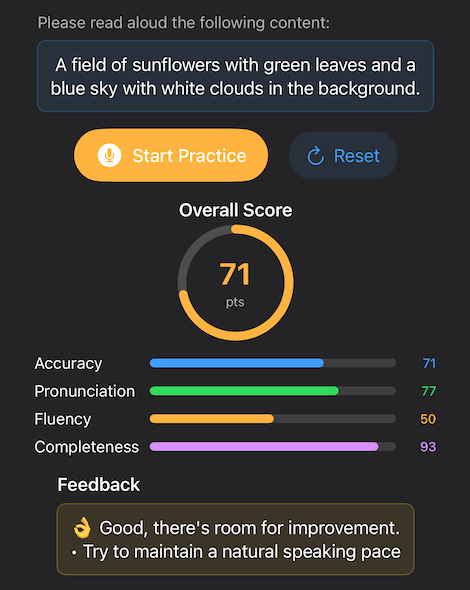 Please read aloud the following content:
A field of sunflowers with green leaves and a
blue sky with white clouds in the background.
Start Practice
Reset
Overall Score
71
pts
Accuracy 71
Pronunciation 77
Fluency 50
Completeness 93
Feedback
👌 Good, there's room for improvement.
• Try to maintain a natural speaking pace